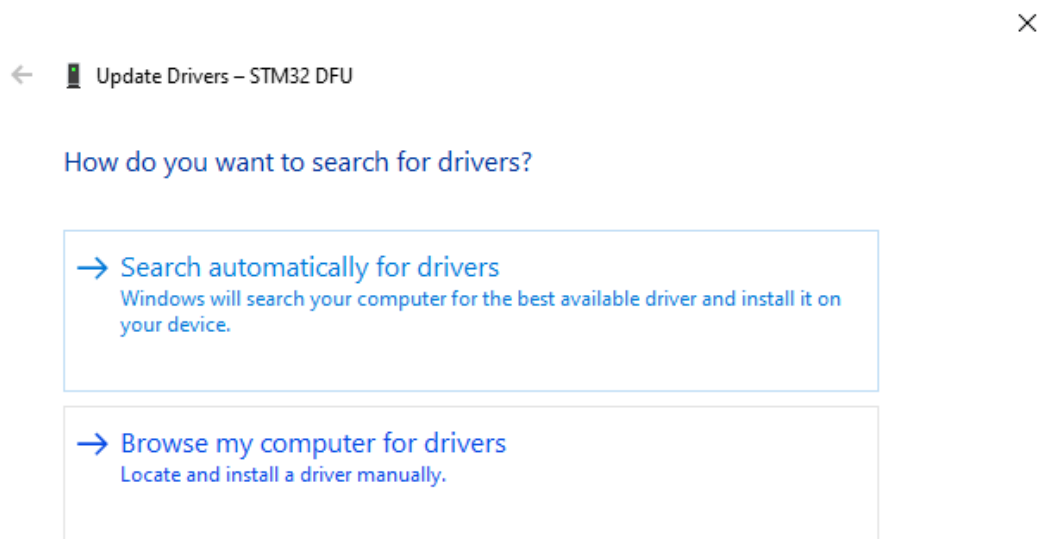 Update Drivers – STM32 DFU
How do you want to search for drivers?
Search automatically for drivers
Windows will search your computer for the best available driver and install it on
your device.
Browse my computer for drivers
Locate and install a driver manually.